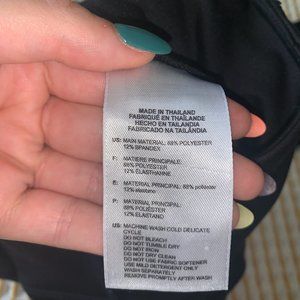 MADE IN THAILAND
FABRIQUÉ EN THAÏLANDE
HECHO EN TAILANDIA
FABRICADO NA TAILÂNDIA
US: MAIN MATERIAL: 88% POLYESTER
12% SPANDEX
F: MATIERE PRINCIPALE:
88% POLYESTER
12% ELASTHANNE
E: MATERIAL PRINCIPAL: 88% poliéster
12% elastano
P: MATERIAL PRINCIPAL:
88% POLIÉSTER
12% ELASTANO
US: MACHINE WASH COLD DELICATE
CYCLE
DO NOT BLEACH
DO NOT TUMBLE DRY
DO NOT IRON
DO NOT DRY CLEAN
DO NOT USE FABRIC SOFTENER
USE MILD DETERGENT ONLY
WASH SEPARATELY
REMOVE PROMPTLY AFTER WASH